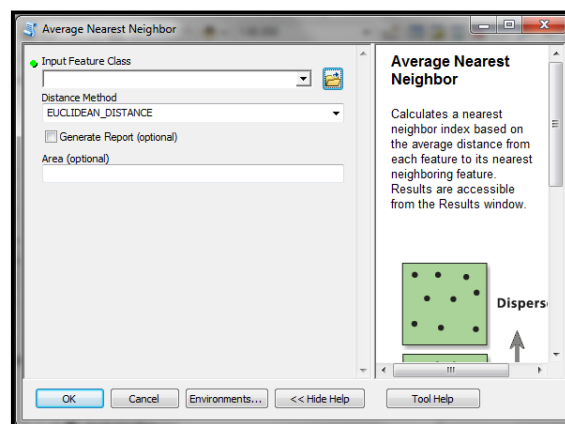 Average Nearest Neighbor
Input Feature Class
Distance Method
EUCLIDEAN_DISTANCE
Generate Report (optional)
Area (optional)
Average Nearest
Neighbor
Calculates a nearest
neighbor index based on
the average distance from
each feature to its nearest
neighboring feature.
Results are accessible
from the Results window.
Disperse
OK
Cancel
Environments...
<< Hide Help
Tool Help